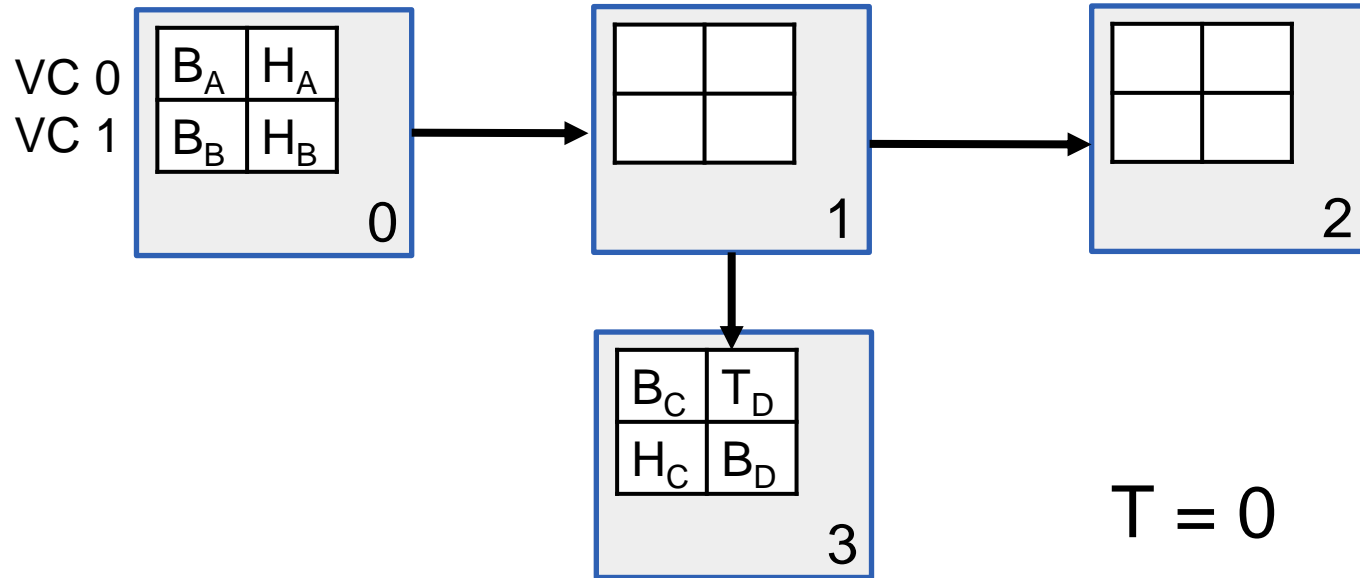 VC 0 B_A H_A
VC 1 B_B H_B
0
1
2
B_C T_D
H_C B_D
3
T = 0